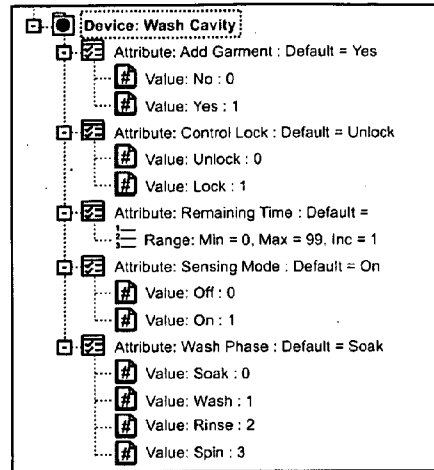 Device: Wash Cavity
Attribute: Add Garment : Default = Yes
# Value: No : 0
# Value: Yes : 1
Attribute: Control Lock : Default = Unlock
# Value: Unlock : 0
# Value: Lock : 1
Attribute: Remaining Time : Default =
Range: Min = 0, Max = 99, Inc = 1
Attribute: Sensing Mode : Default = On
# Value: Off : 0
# Value: On : 1
Attribute: Wash Phase : Default = Soak
# Value: Soak : 0
# Value: Wash : 1
# Value: Rinse : 2
# Value: Spin : 3